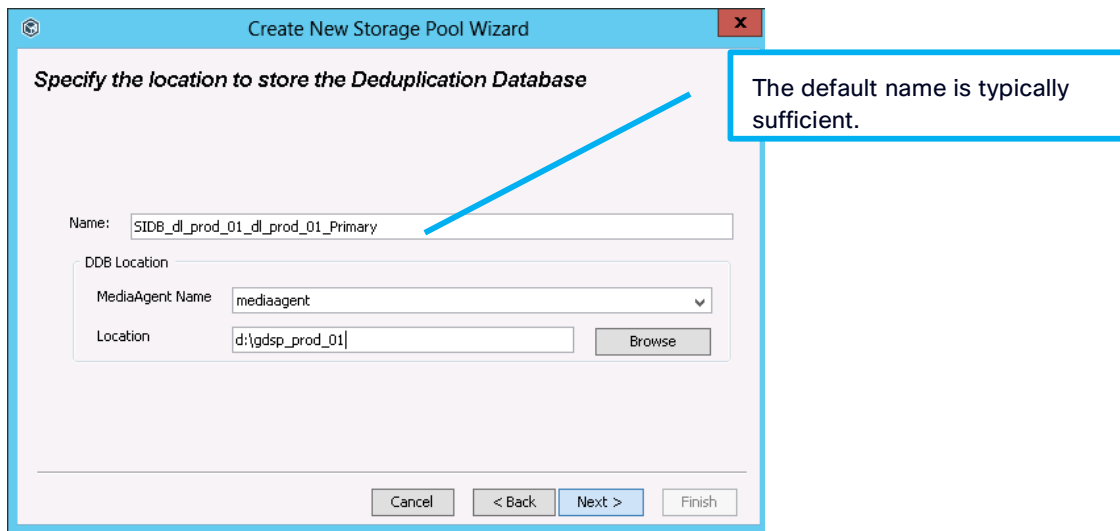 Create New Storage Pool Wizard
x
Specify the location to store the Deduplication Database
The default name is typically
sufficient.
Name:
SIDB_dl_prod_01_dl_prod_01_Primary
DDB Location
MediaAgent Name
mediaagent
Location
d:\gdsp_prod_01
Browse
Cancel
< Back
Next >
Finish